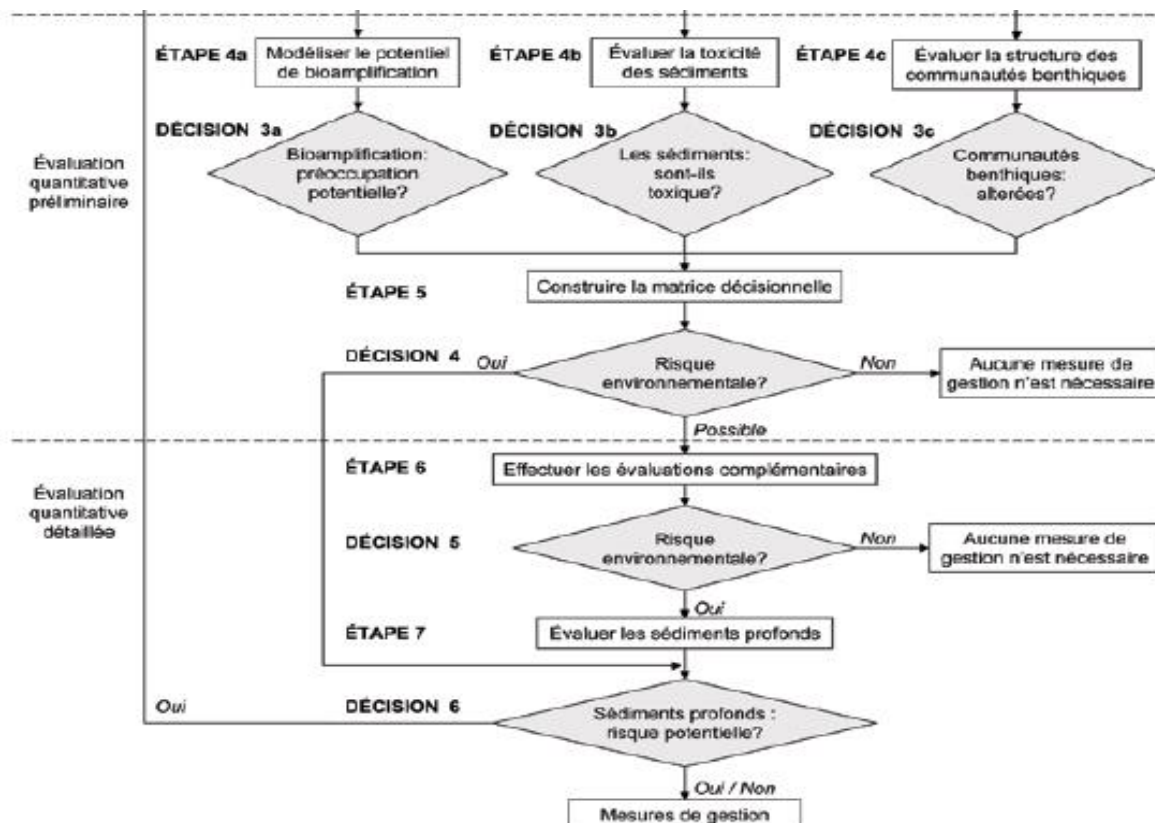 ÉTAPE 4a
Modéliser le potentiel
de bioamplification
ÉTAPE 4b
Évaluer la toxicité
des sédiments
ÉTAPE 4c
Évaluer la structure des
communautés benthiques
DÉCISION 3a
Bioamplification:
préoccupation
potentielle?
DÉCISION 3b
Les sédiments:
sont-ils
toxique?
DÉCISION 3c
Communautés
benthiques:
alterées?
Évaluation
quantitative
préliminaire
ÉTAPE 5
Construire la matrice décisionnelle
DÉCISION 4
Oui
Risque
environnementale?
Non
Aucune mesure de
gestion n'est nécessaire
Possible
ÉTAPE 6
Effectuer les évaluations complémentaires
Évaluation
quantitative
détaillée
DÉCISION 5
Risque
environnementale?
Non
Aucune mesure de
gestion n'est nécessaire
Oui
ÉTAPE 7
Évaluer les sédiments profonds
Oui
DÉCISION 6
Sédiments profonds :
risque potentielle?
Oui / Non
Mesures de gestion